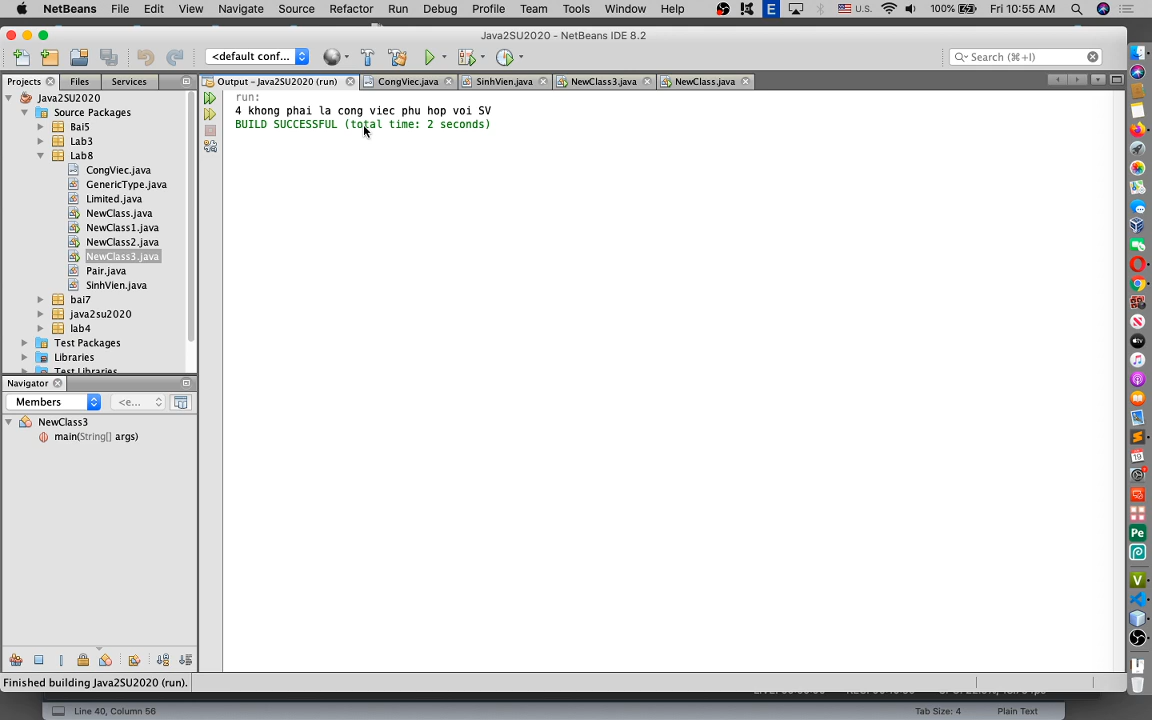 NetBeans File Edit View Navigate Source Refactor Run Debug Profile Team Tools Window Help U.S. 100% Fri 10:55 AM
Java2SU2020 - NetBeans IDE 8.2
<default conf... Search (⌘+I)
Projects Files Services Output - Java2SU2020 (run) CongViec.java SinhVien.java NewClass3.java NewClass.java
Java2SU2020
Source Packages
Bai5
Lab3
Lab8
CongViec.java
GenericType.java
Limited.java
NewClass.java
NewClass1.java
NewClass2.java
NewClass3.java
Pair.java
SinhVien.java
bai7
java2su2020
lab4
Test Packages
Libraries
Test Libraries
run:
4 khong phai la cong viec phu hop voi SV
BUILD SUCCESSFUL (total time: 2 seconds)
Navigator
Members <e...
NewClass3
main(String[] args)
Finished building Java2SU2020 (run).
Line 40, Column 56 Tab Size: 4 Plain Text